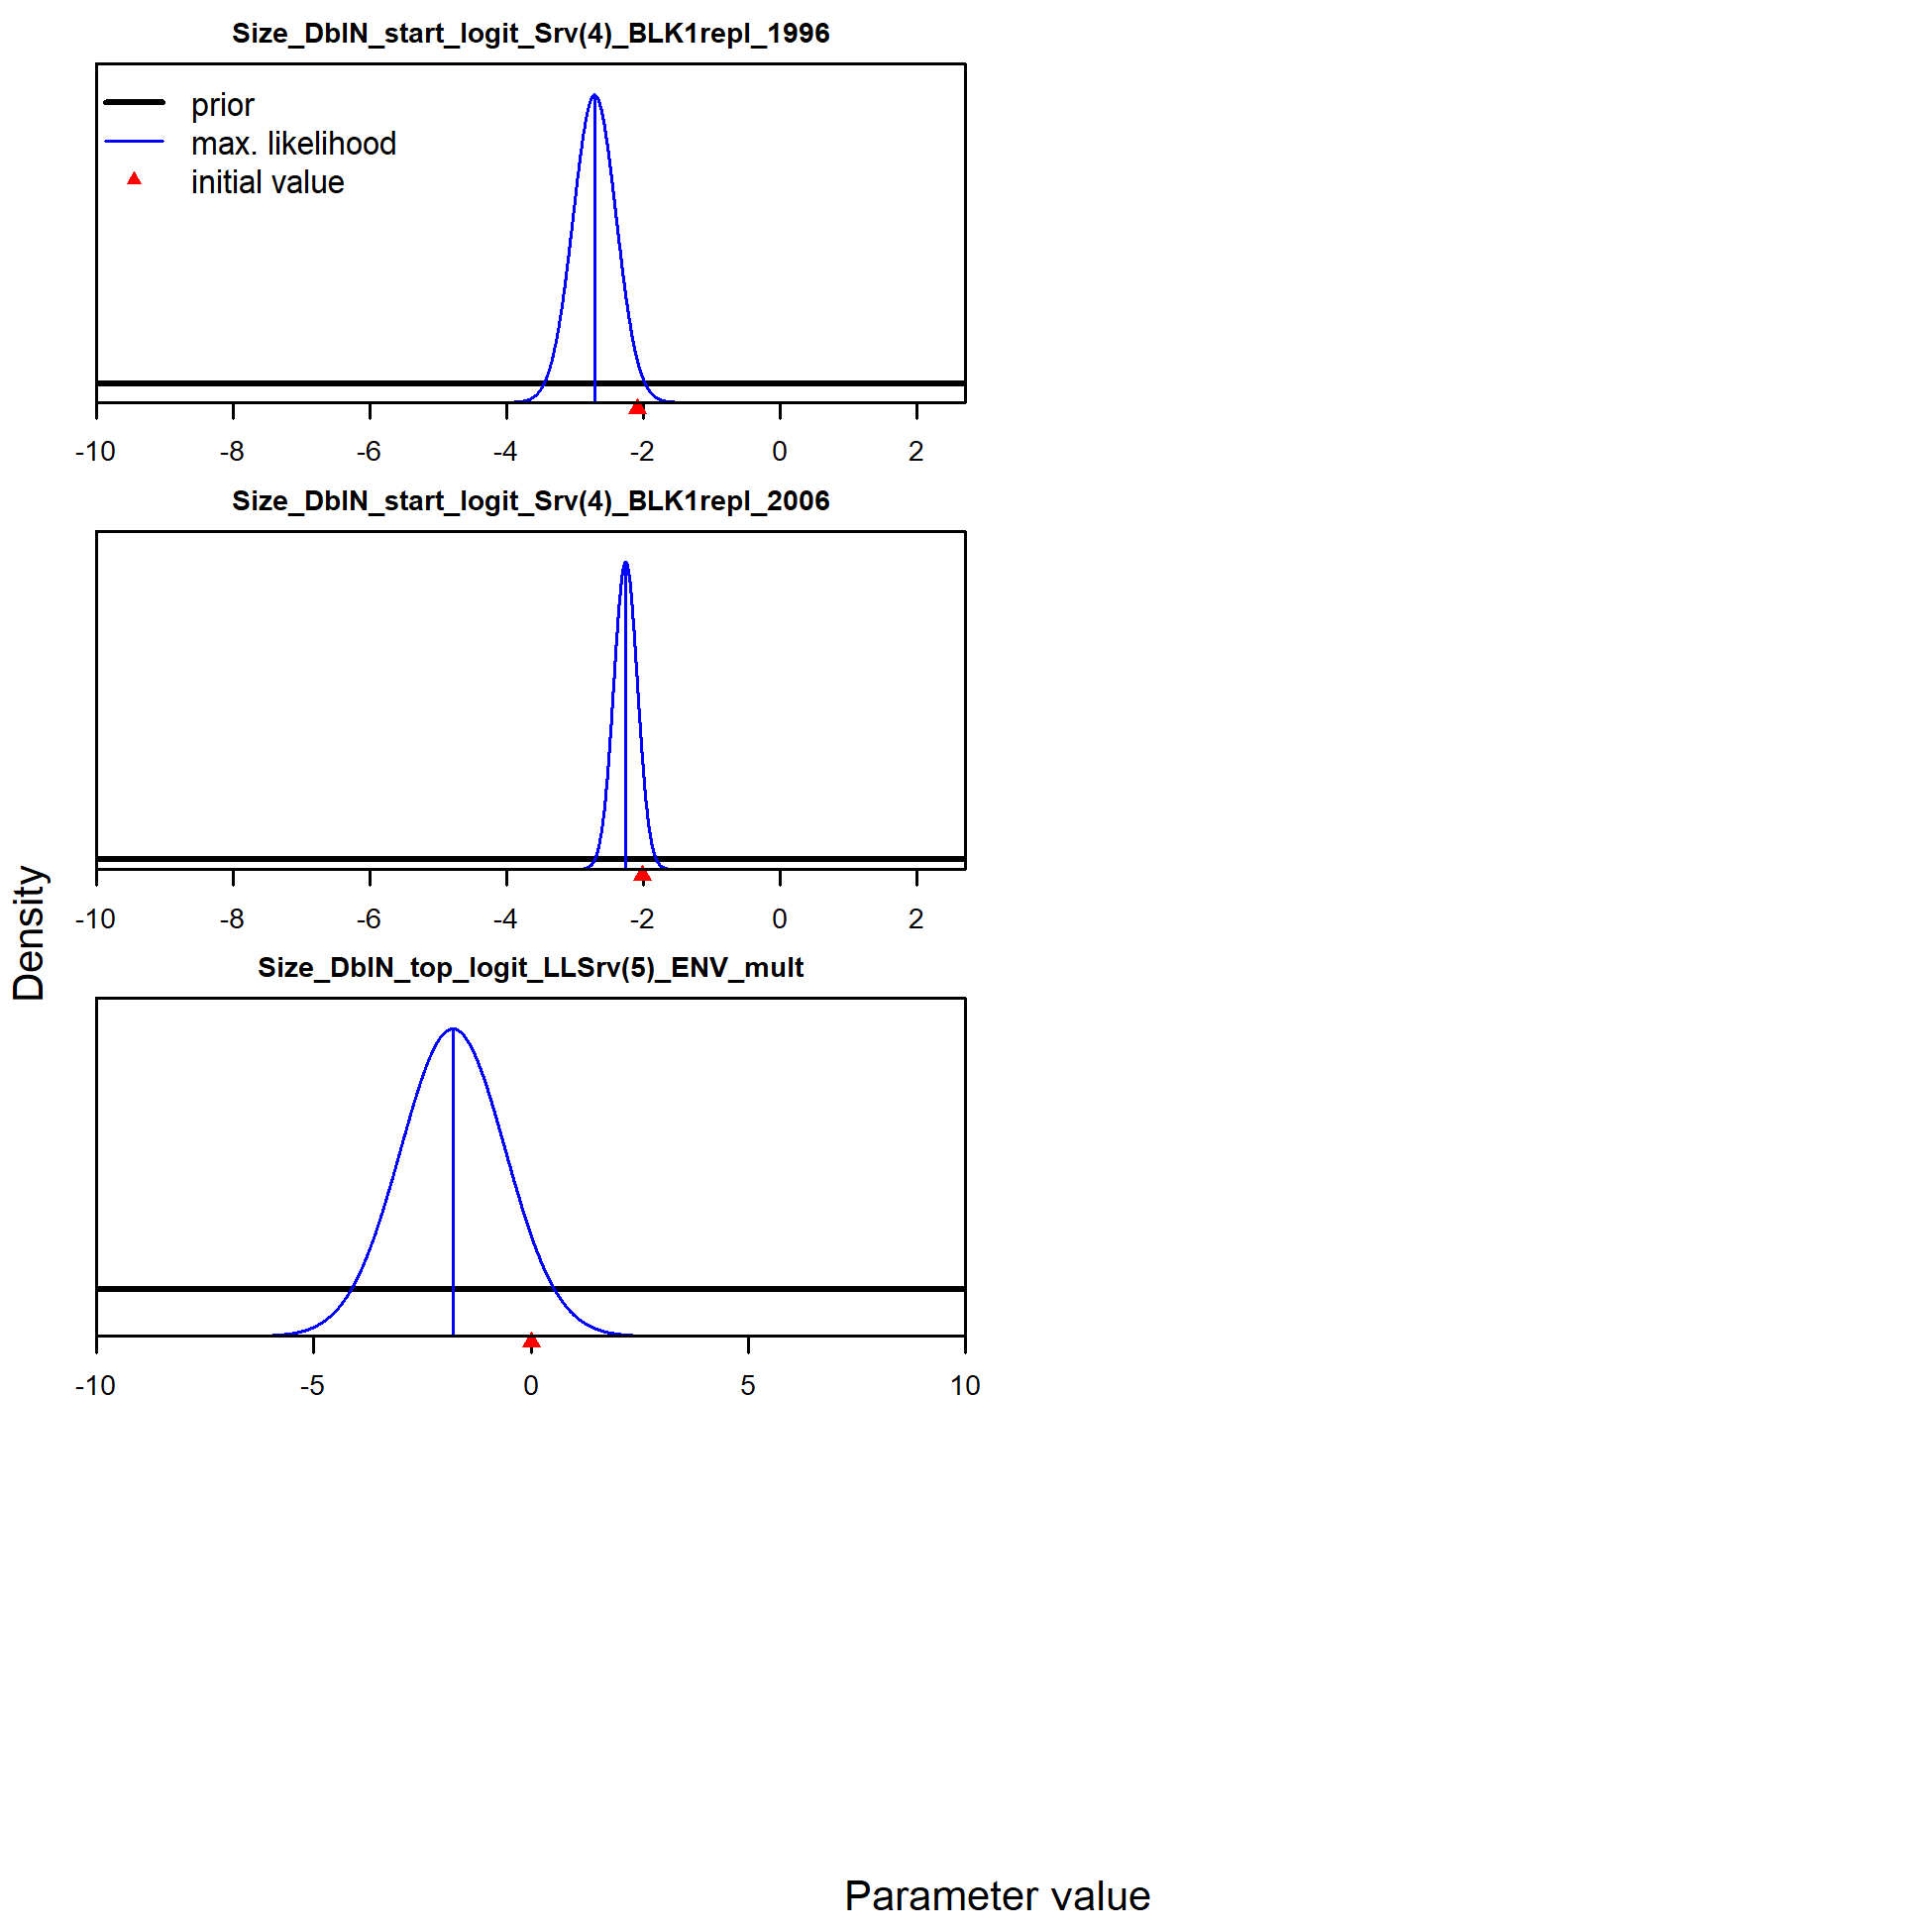 Size_DblN_start_logit_Srv(4)_BLK1repl_1996
prior
max. likelihood
initial value
-10 -8 -6 -4 -2 0 2
Size_DblN_start_logit_Srv(4)_BLK1repl_2006
-10 -8 -6 -4 -2 0 2
Density
Size_DblN_top_logit_LLSrv(5)_ENV_mult
-10 -5 0 5 10
Parameter value